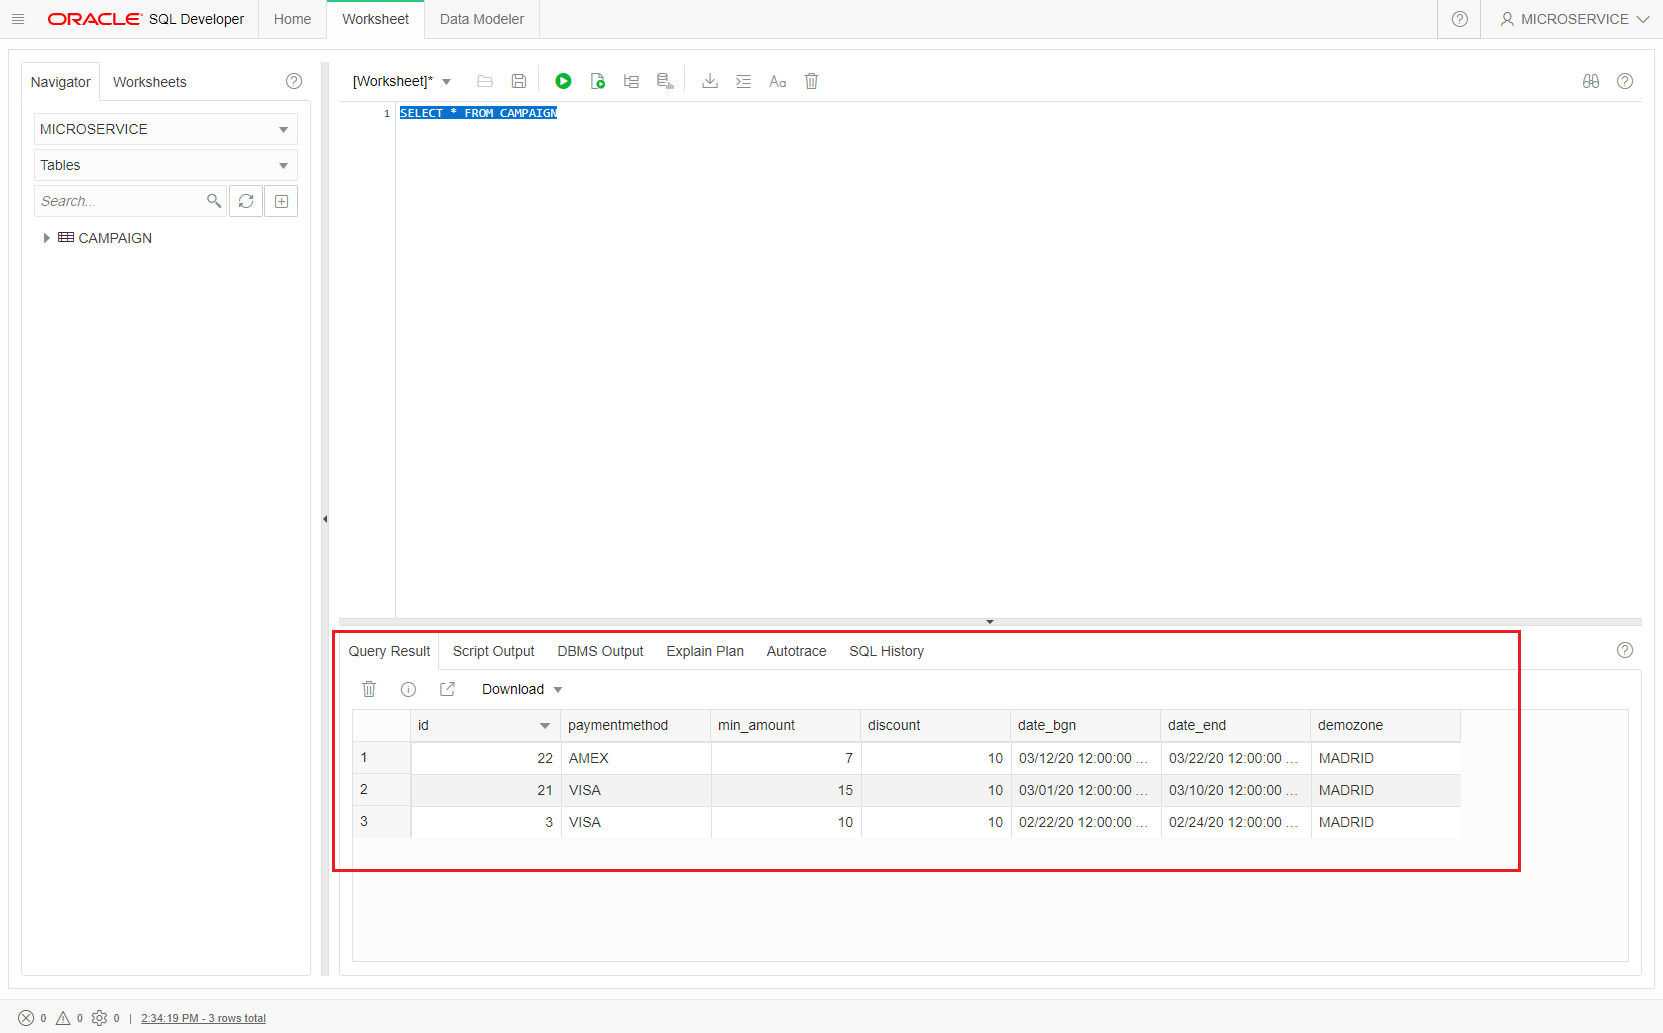 ORACLE SQL Developer Home Worksheet Data Modeler MICROSERVICE
Navigator Worksheets
[Worksheet]* Aa
MICROSERVICE
Tables
Search...
CAMPAIGN
1 SELECT * FROM CAMPAIGN
Query Result Script Output DBMS Output Explain Plan Autotrace SQL History
Download
id paymentmethod min_amount discount date_bgn date_end demozone
1 22 AMEX 7 10 03/12/20 12:00:00 ... 03/22/20 12:00:00 ... MADRID
2 21 VISA 15 10 03/01/20 12:00:00 ... 03/10/20 12:00:00 ... MADRID
3 3 VISA 10 10 02/22/20 12:00:00 ... 02/24/20 12:00:00 ... MADRID
0 0 0 | 2:34:19 PM - 3 rows total